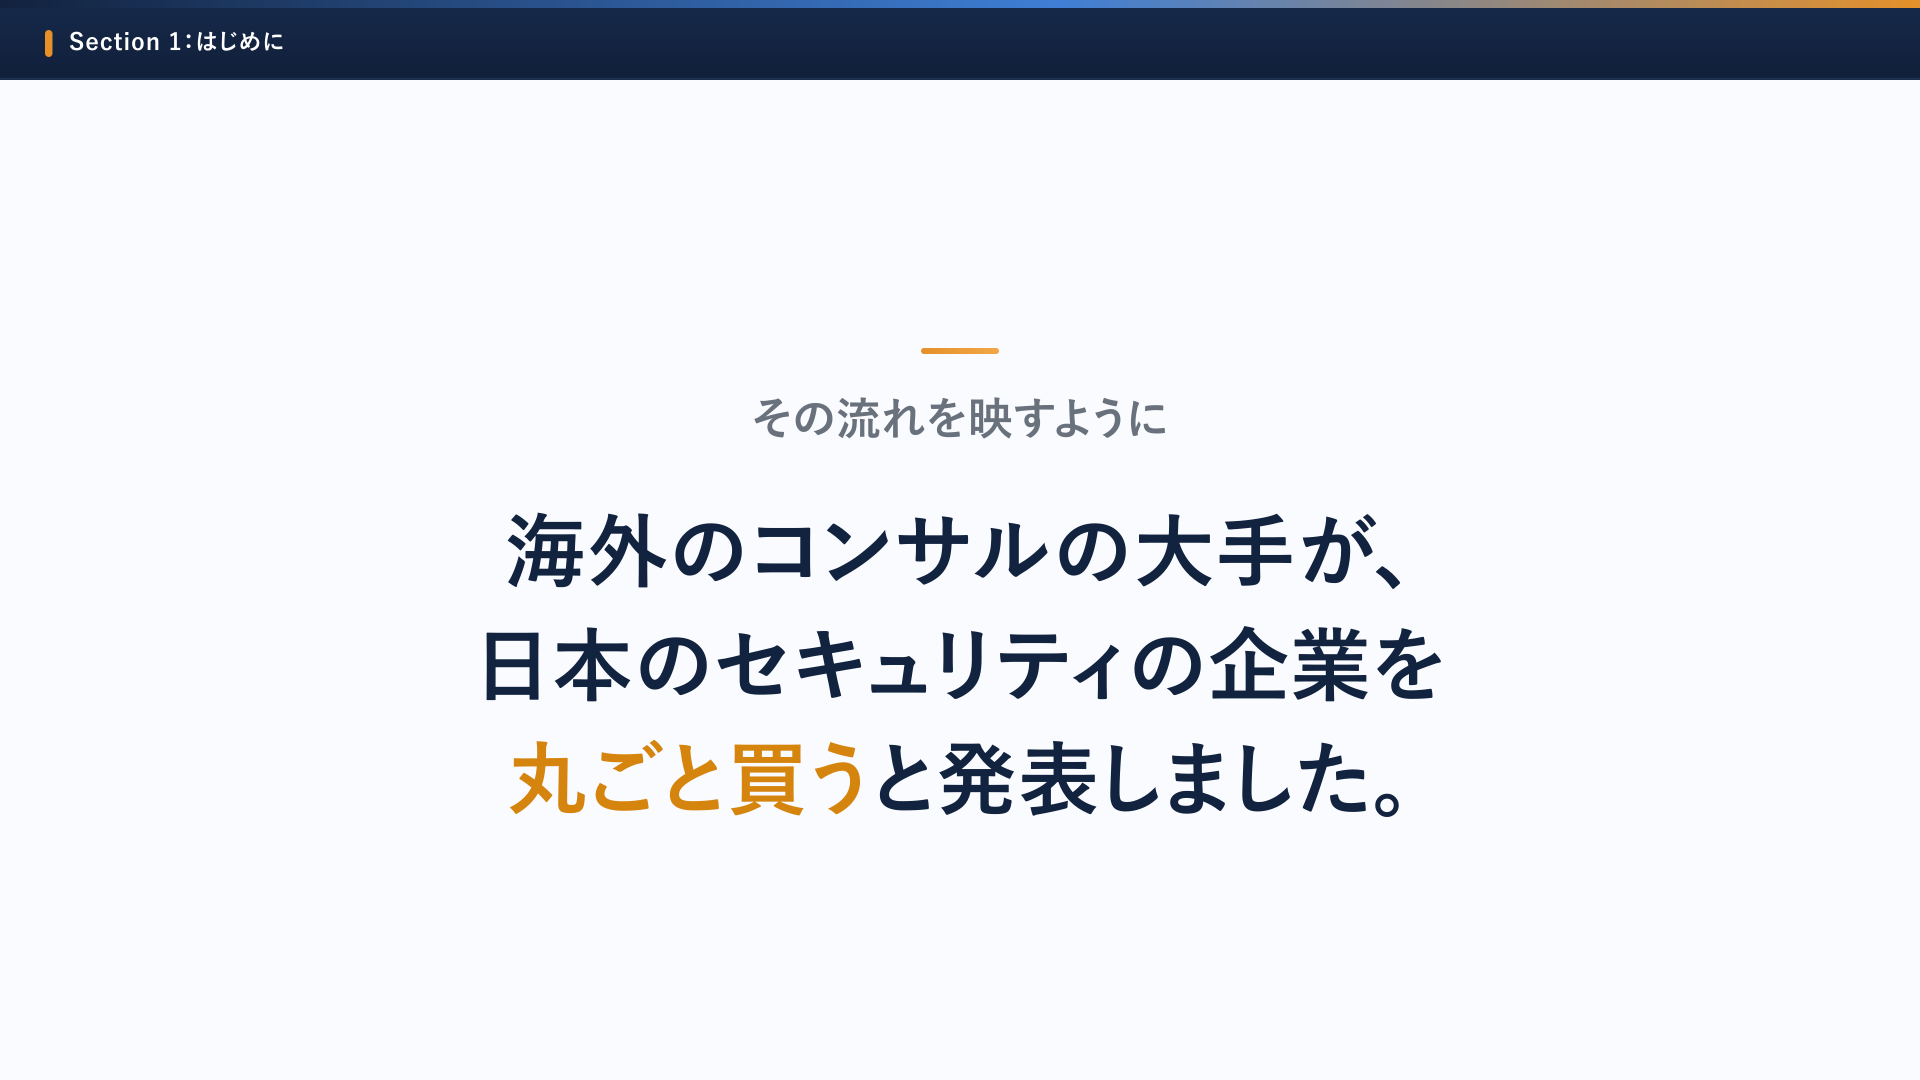 Section 1：はじめに
その流れを映すように
海外のコンサルの大手が、
日本のセキュリティの企業を
丸ごと買うと発表しました。